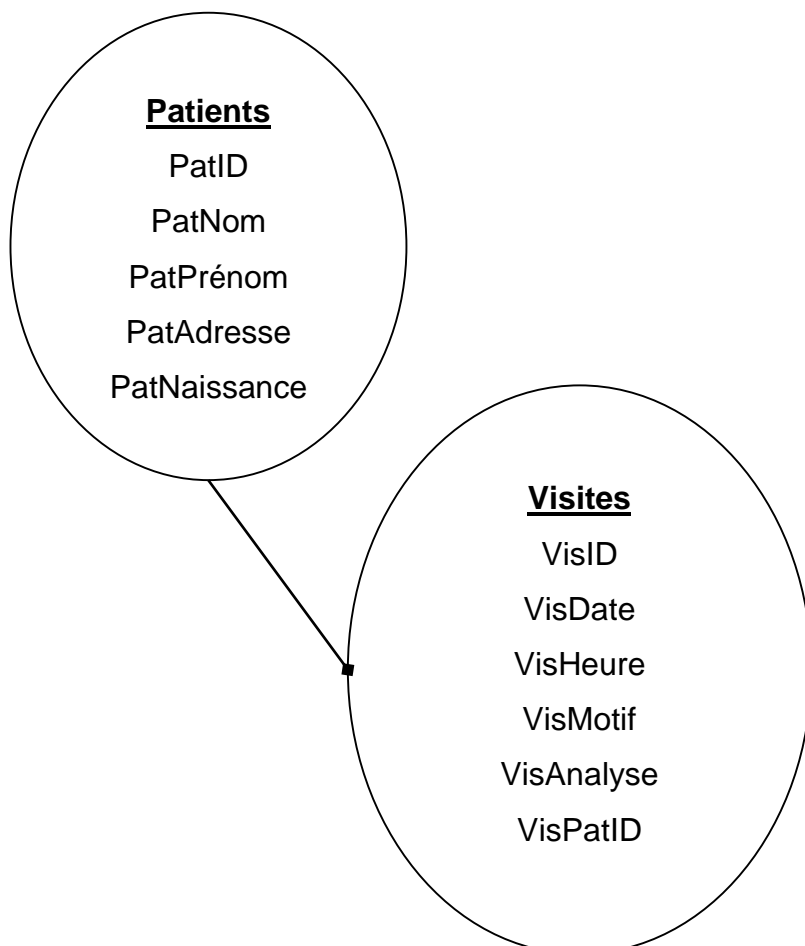 Patients
PatID
PatNom
PatPrénom
PatAdresse
PatNaissance
Visites
VisID
VisDate
VisHeure
VisMotif
VisAnalyse
VisPatID